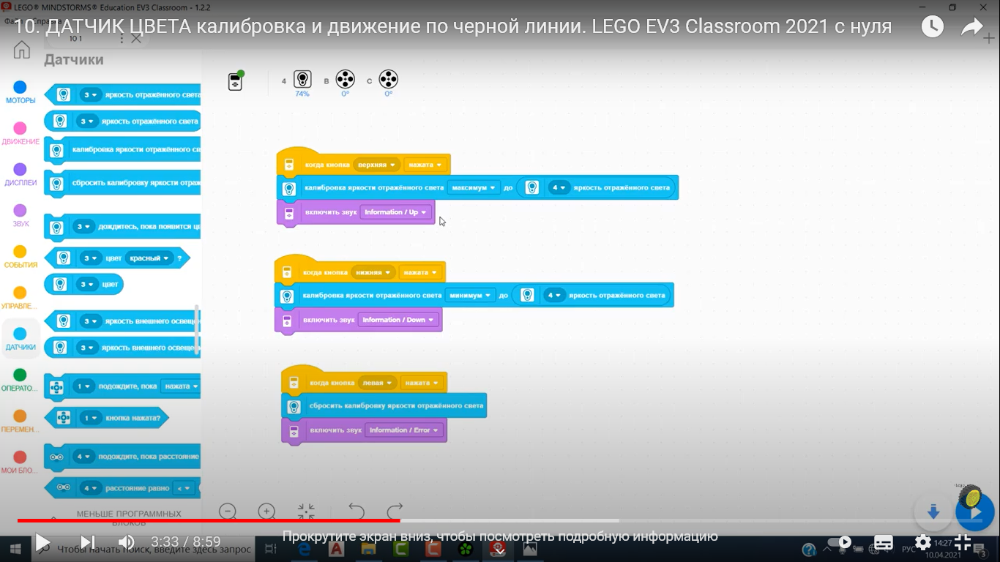 LEGO® MINDSTORMS® Education EV3 Classroom - 1.2.2
10. ДАТЧИК ЦВЕТА калибровка и движение по черной линии. LEGO EV3 Classroom 2021 с нуля
10 1
Датчики
МОТОРЫ
ДВИЖЕНИЕ
ДИСПЛЕЙ
ЗВУК
СОБЫТИЯ
УПРАВЛЕ...
ДАТЧИКИ
ОПЕРАТО...
ПЕРЕМЕН...
МОИ БЛО...
3 яркость отражённого света
3 яркость отражённого света
калибровка яркости отражённого св
сбросить калибровку яркости отраж
3 дождитесь, пока появится цв
3 цвет красный ?
3 цвет
3 яркость внешнего освеще
3 яркость внешнего освеще
1 подождите, пока нажата
1 кнопка нажата?
4 подождите, пока расстояние
4 расстояние равно <
МЕНЬШЕ ПРОГРАММНЫХ
БЛОКОВ
4 B C
74% 0° 0°
когда кнопка верхняя нажата
калибровка яркости отражённого света максимум до 4 яркость отражённого света
включить звук Information / Up
когда кнопка нижняя нажата
калибровка яркости отражённого света минимум до 4 яркость отражённого света
включить звук Information / Down
когда кнопка левая нажата
сбросить калибровку яркости отражённого света
включить звук Information / Error
Прокрутите экран вниз, чтобы посмотреть подробную информацию
3:33 / 8:59
Чтобы начать поиск, введите здесь запрос
РУС
14:27
10.04.2021
3